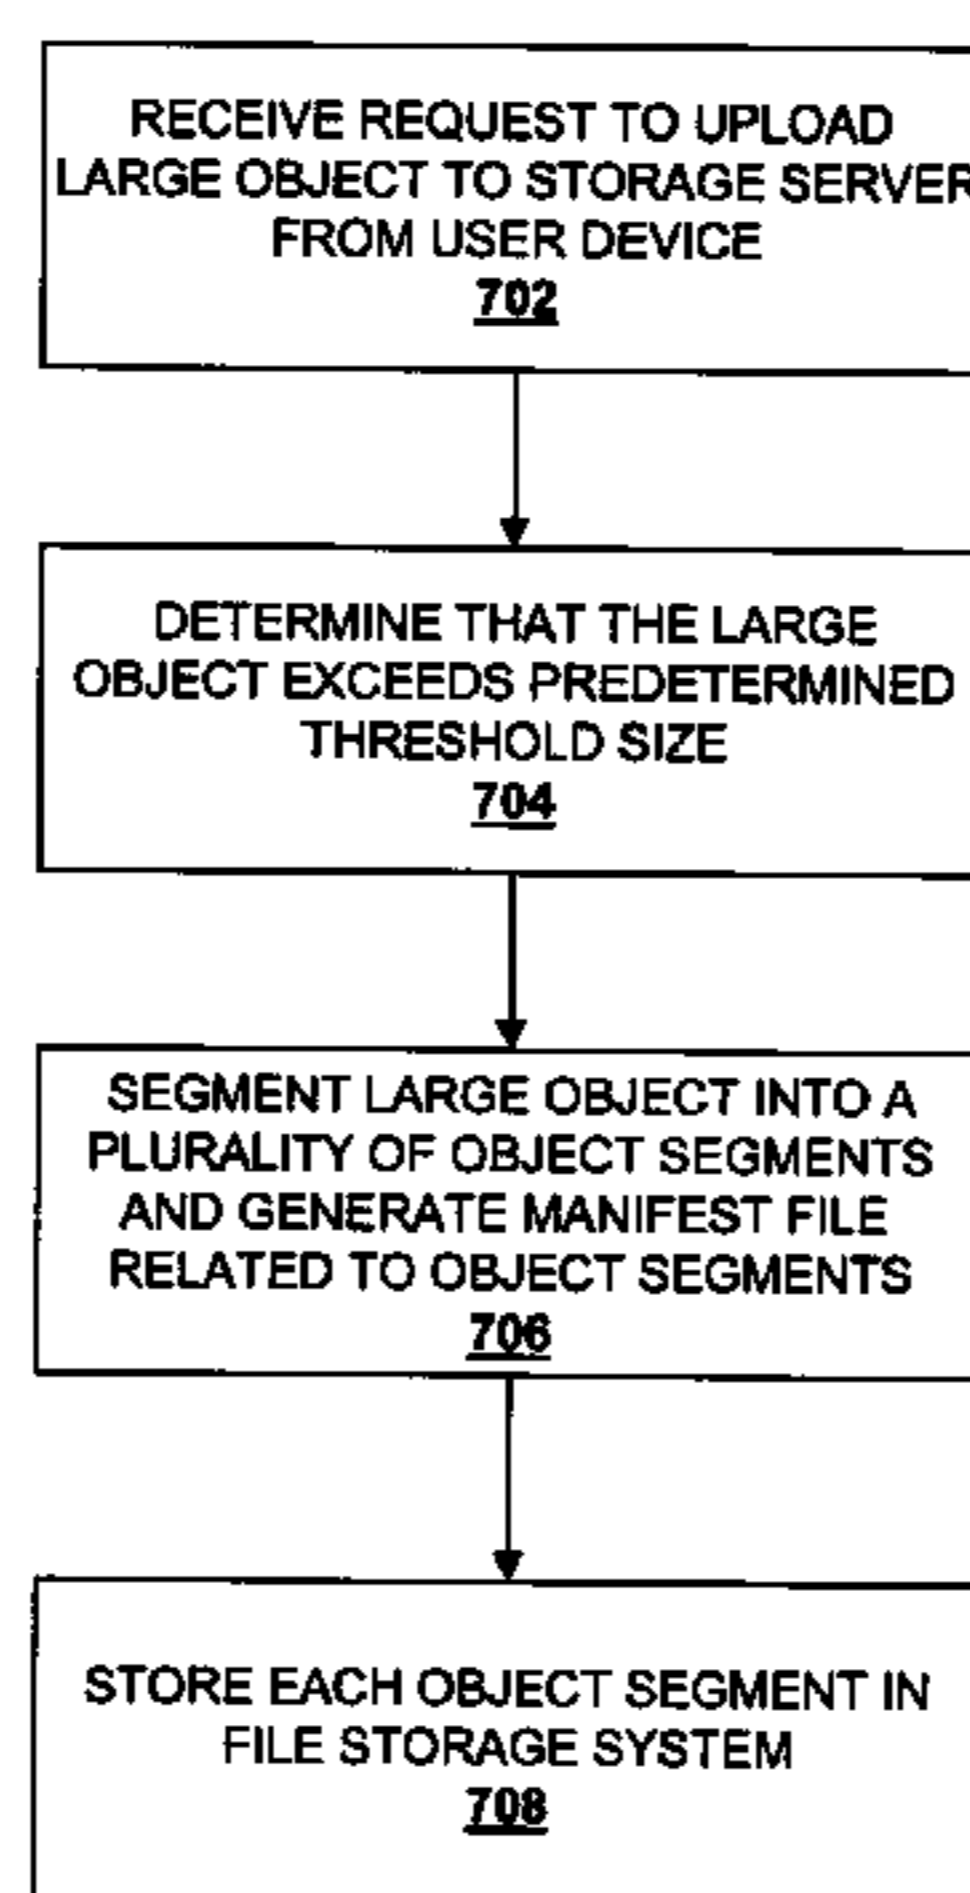 RECEIVE REQUEST TO UPLOAD
LARGE OBJECT TO STORAGE SERVER
FROM USER DEVICE
702
DETERMINE THAT THE LARGE
OBJECT EXCEEDS PREDETERMINED
THRESHOLD SIZE
704
SEGMENT LARGE OBJECT INTO A
PLURALITY OF OBJECT SEGMENTS
AND GENERATE MANIFEST FILE
RELATED TO OBJECT SEGMENTS
706
STORE EACH OBJECT SEGMENT IN
FILE STORAGE SYSTEM
708